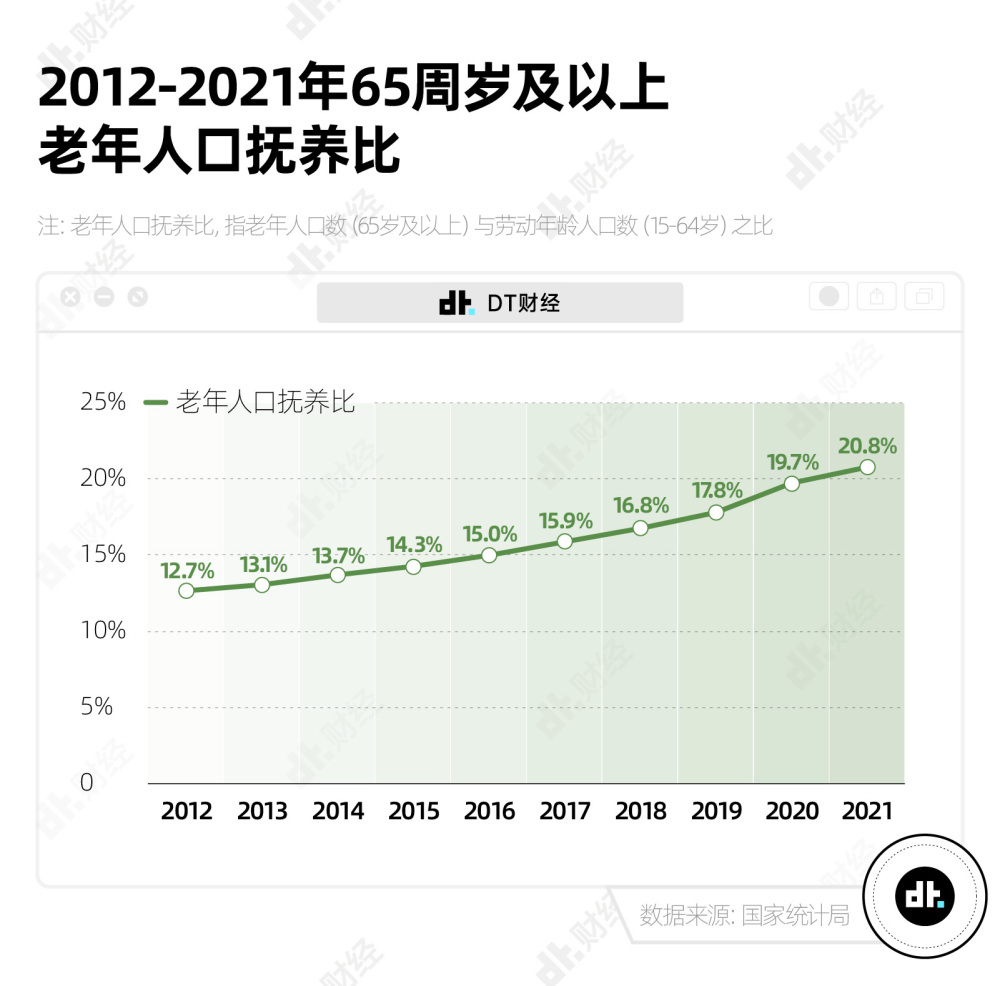 2012-2021年65周岁及以上
老年人口抚养比
注: 老年人口抚养比, 指老年人口数 (65岁及以上) 与劳动年龄人口数 (15-64岁) 之比
dt. DT财经
25% 老年人口抚养比
20%
15%
10%
5%
0
12.7% 13.1% 13.7% 14.3% 15.0% 15.9% 16.8% 17.8% 19.7% 20.8%
2012 2013 2014 2015 2016 2017 2018 2019 2020 2021
数据来源: 国家统计局
dt.
dt.财经